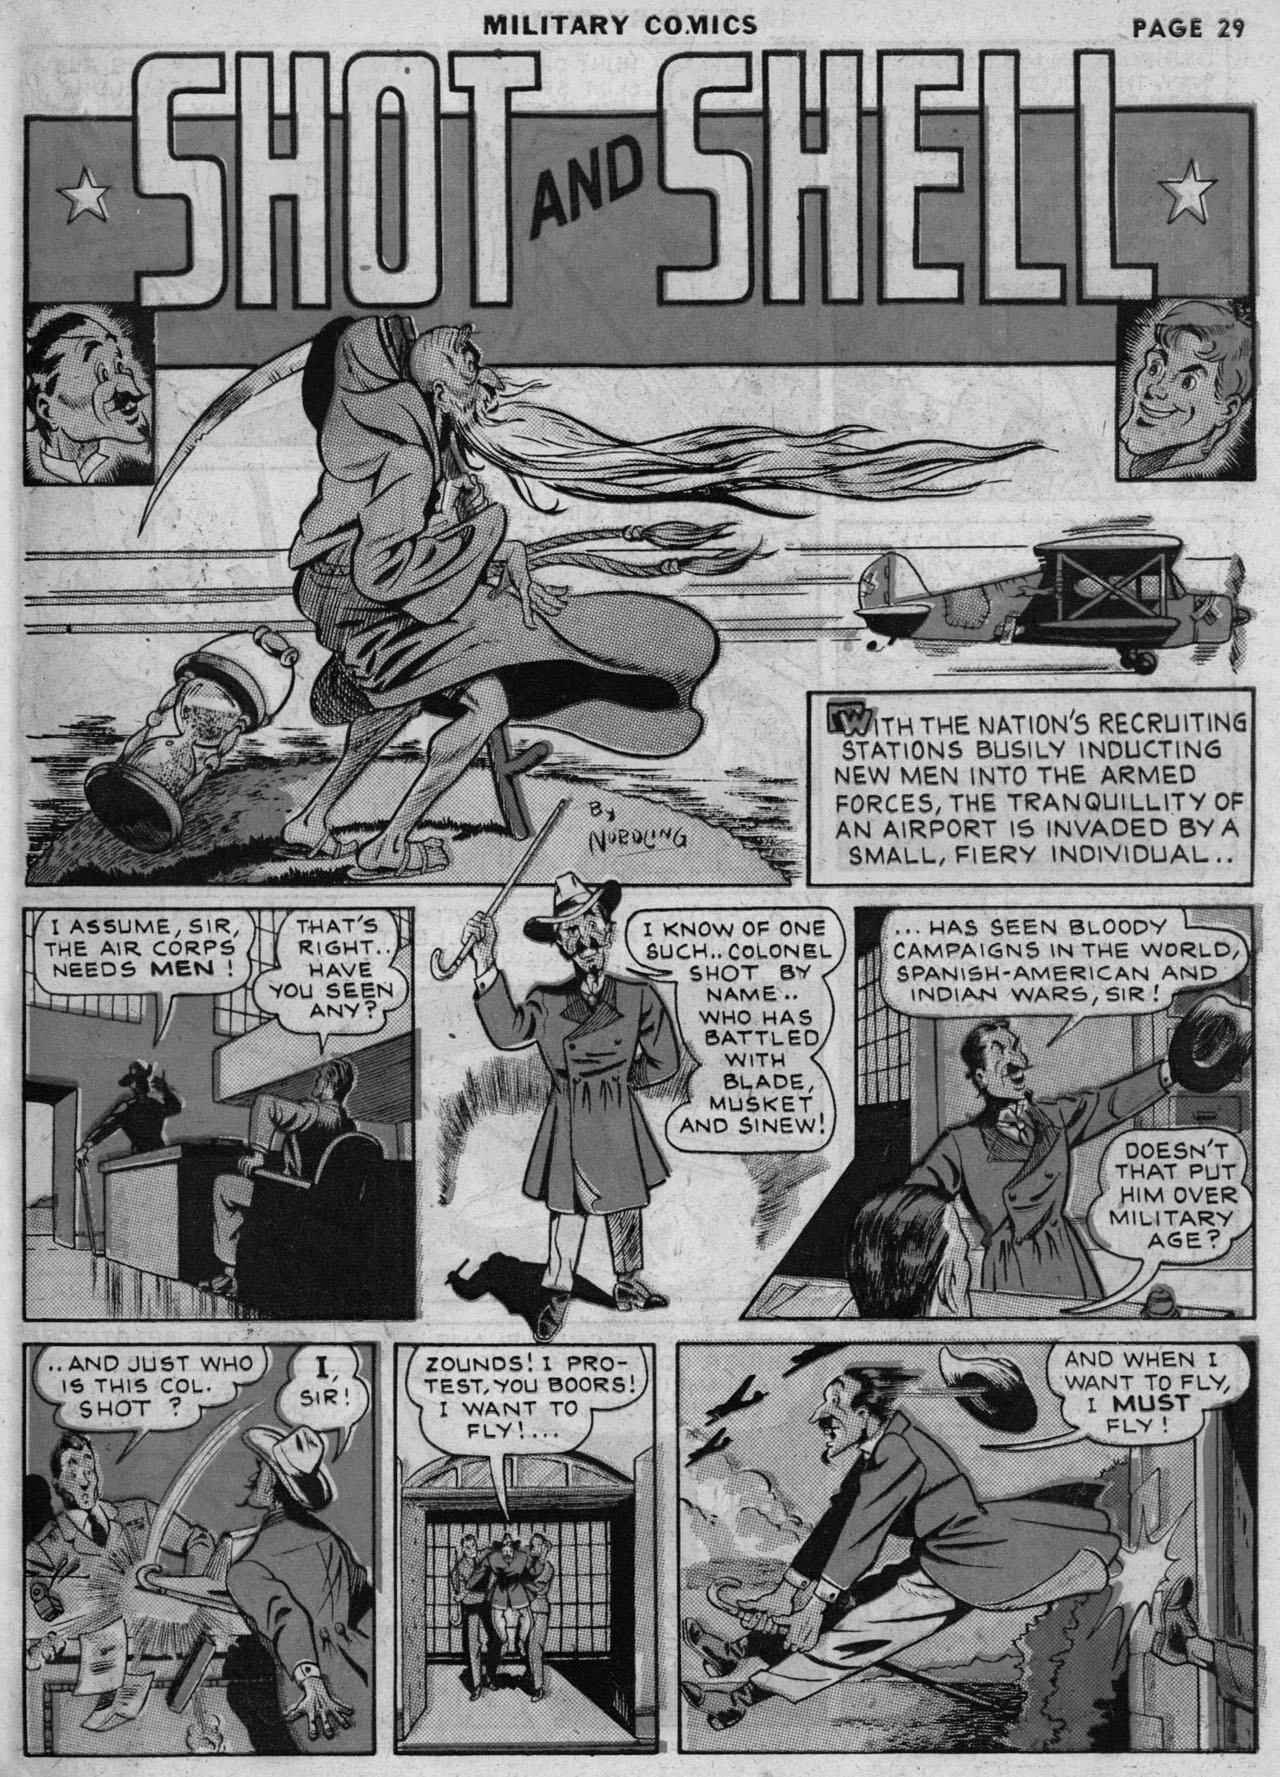 MILITARY COMICS
PAGE 29
SHOT AND SHELL
BY
WITH THE NATION'S RECRUITING
STATIONS BUSILY INDUCTING
NEW MEN INTO THE ARMED
FORCES, THE TRANQUILLITY OF
AN AIRPORT IS INVADED BY A
SMALL, FIERY INDIVIDUAL..
I ASSUME, SIR,
THE AIR CORPS
NEEDS MEN!
THAT'S
RIGHT..
HAVE
YOU SEEN
ANY?
I KNOW OF ONE
SUCH.. COLONEL
SHOT BY
NAME..
WHO HAS
BATTLED
WITH
BLADE,
MUSKET
AND SINEW!
...HAS SEEN BLOODY
CAMPAIGNS IN THE WORLD,
SPANISH-AMERICAN AND
INDIAN WARS, SIR!
DOESN'T
THAT PUT
HIM OVER
MILITARY
AGE?
..AND JUST WHO
IS THIS COL.
SHOT?
I,
SIR!
ZOUNDS! I PRO-
TEST, YOU BOORS!
I WANT TO
FLY!...
AND WHEN I
WANT TO FLY,
I MUST
FLY!